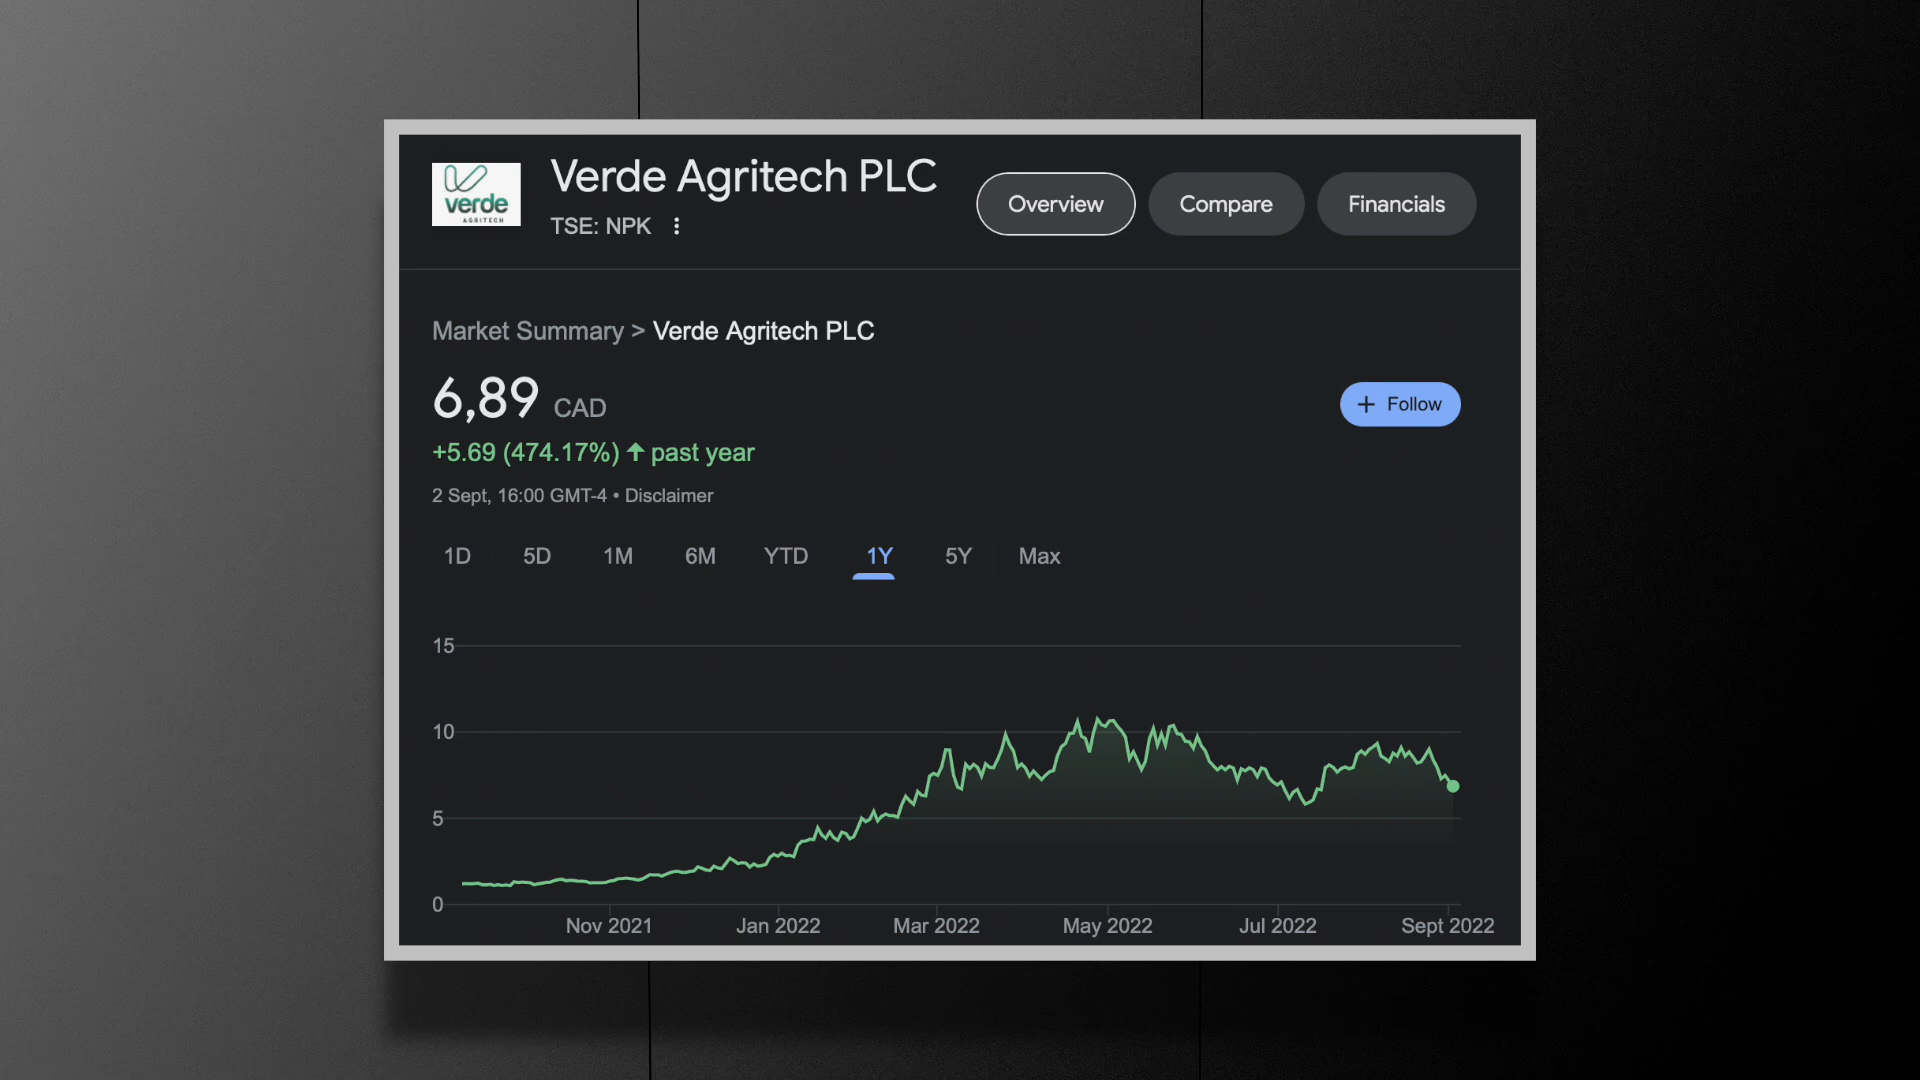 verde
AGRITECH
Verde Agritech PLC
TSE: NPK
Overview
Compare
Financials
Market Summary > Verde Agritech PLC
6,89 CAD
+ Follow
+5.69 (474.17%) ↑ past year
2 Sept, 16:00 GMT-4 • Disclaimer
1D 5D 1M 6M YTD 1Y 5Y Max
15
10
5
0
Nov 2021 Jan 2022 Mar 2022 May 2022 Jul 2022 Sept 2022